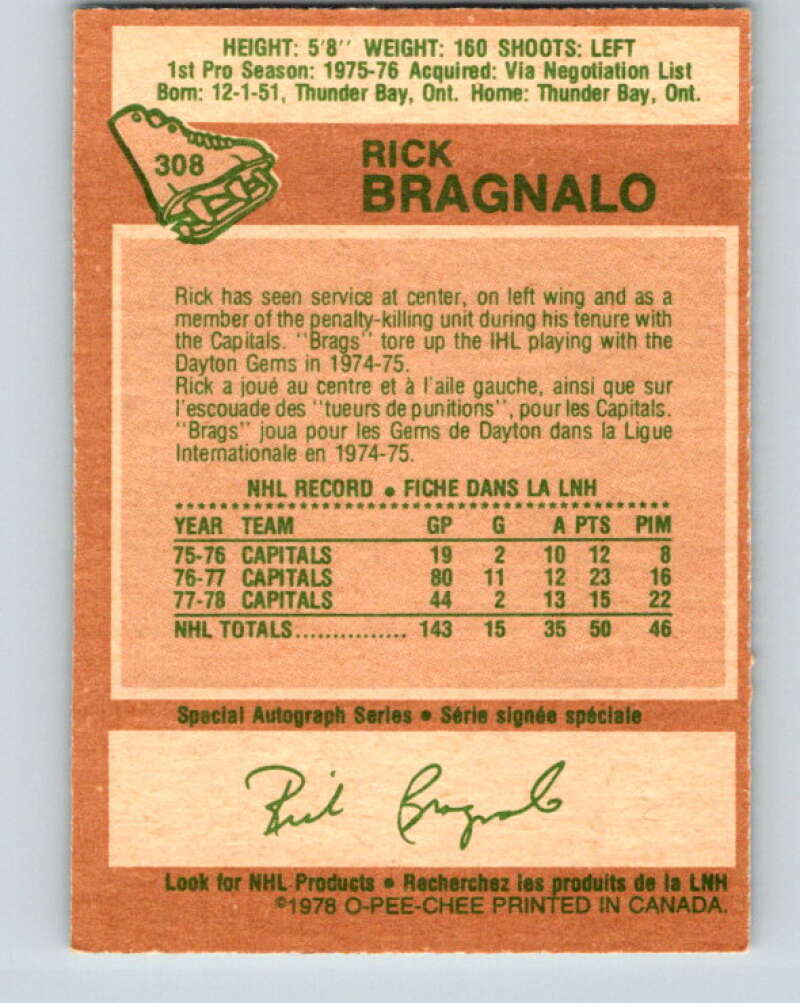 HEIGHT: 5'8'' WEIGHT: 160 SHOOTS: LEFT
1st Pro Season: 1975-76 Acquired: Via Negotiation List
Born: 12-1-51, Thunder Bay, Ont. Home: Thunder Bay, Ont.
308
RICK
BRAGNALO
Rick has seen service at center, on left wing and as a
member of the penalty-killing unit during his tenure with
the Capitals. ''Brags'' tore up the IHL playing with the
Dayton Gems in 1974-75.
Rick a joué au centre et à l'aile gauche, ainsi que sur
l'escouade des ''tueurs de punitions'', pour les Capitals.
''Brags'' joua pour les Gems de Dayton dans la Ligue
Internationale en 1974-75.
NHL RECORD • FICHE DANS LA LNH
YEAR TEAM GP G A PTS PIM
75-76 CAPITALS 19 2 10 12 8
76-77 CAPITALS 80 11 12 23 16
77-78 CAPITALS 44 2 13 15 22
NHL TOTALS............... 143 15 35 50 46
Special Autograph Series • Série signée spéciale
Rick Bragnalo
Look for NHL Products • Recherchez les produits de la LNH
©1978 O-PEE-CHEE PRINTED IN CANADA.